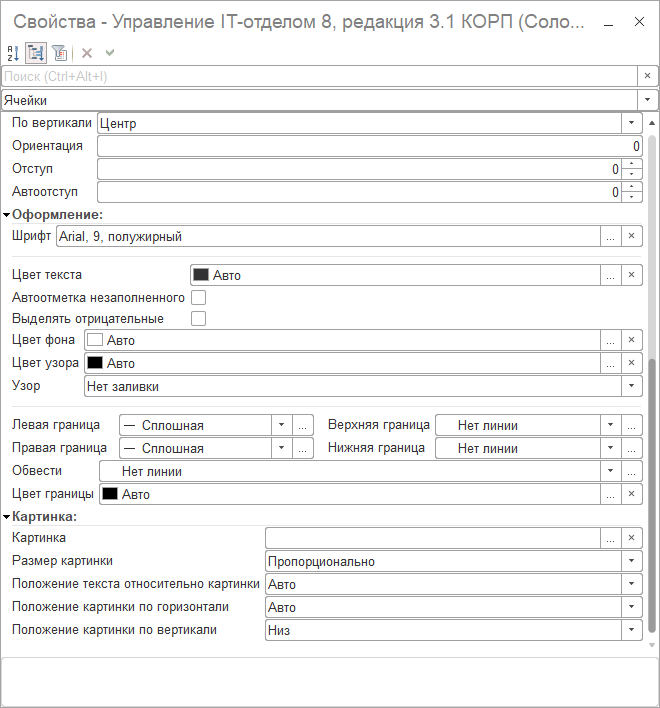 Свойства - Управление IT-отделом 8, редакция 3.1 КОРП (Соло...
Поиск (Ctrl+Alt+I)
Ячейки
По вертикали Центр
Ориентация 0
Отступ 0
Автоотступ 0
Оформление:
Шрифт Arial, 9, полужирный ...
Цвет текста Авто ...
Автоотметка незаполненного
Выделять отрицательные
Цвет фона Авто ...
Цвет узора Авто ...
Узор Нет заливки
Левая граница Сплошная ... Верхняя граница Нет линии ...
Правая граница Сплошная ... Нижняя граница Нет линии ...
Обвести Нет линии ...
Цвет границы Авто ...
Картинка:
Картинка ...
Размер картинки Пропорционально
Положение текста относительно картинки Авто
Положение картинки по горизонтали Авто
Положение картинки по вертикали Низ